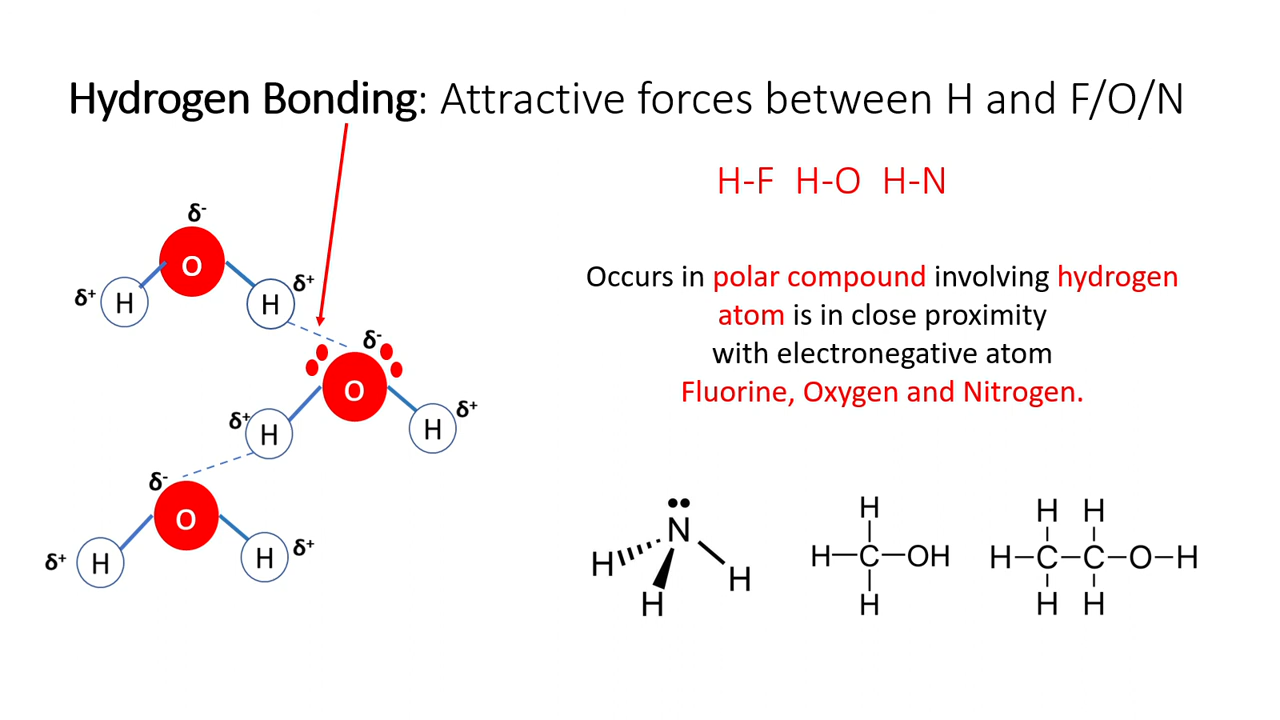 Hydrogen Bonding: Attractive forces between H and F/O/N
H-F H-O H-N
δ-
O
δ+ H
H δ+
δ-
O
δ+ H
H δ+
δ-
O
δ+ H
H δ+
Occurs in polar compound involving hydrogen
atom is in close proximity
with electronegative atom
Fluorine, Oxygen and Nitrogen.
N
H
H
H
H
H–C–OH
H
H H
H–C–C–O–H
H H